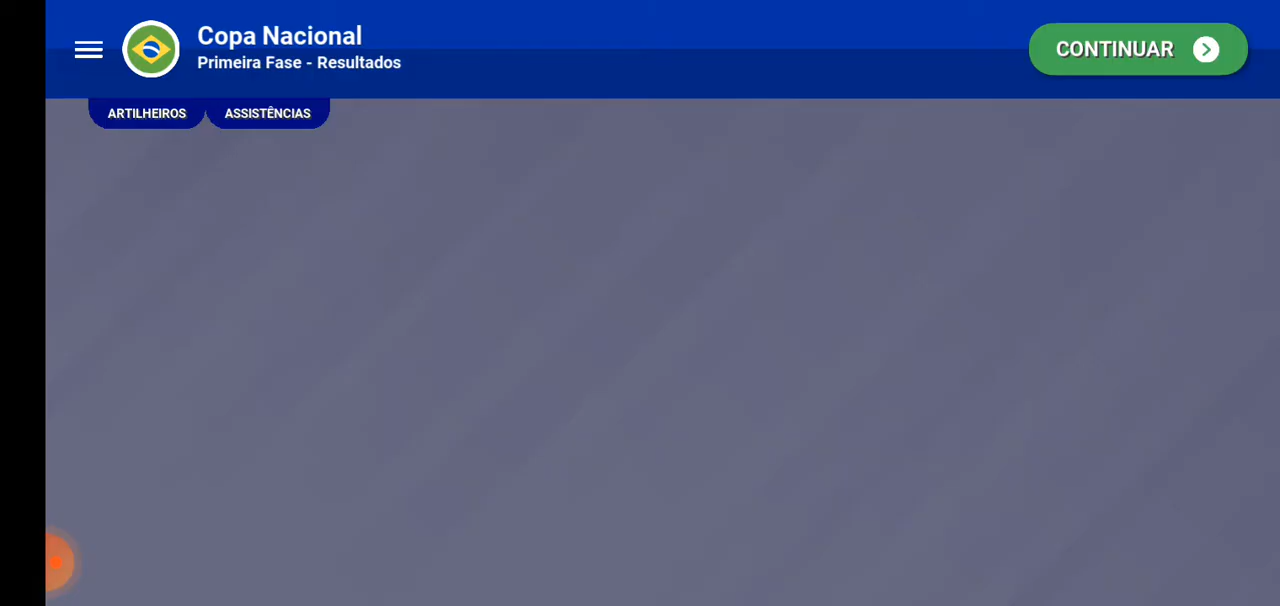 Copa Nacional
Primeira Fase - Resultados
CONTINUAR
ARTILHEIROS
ASSISTÊNCIAS